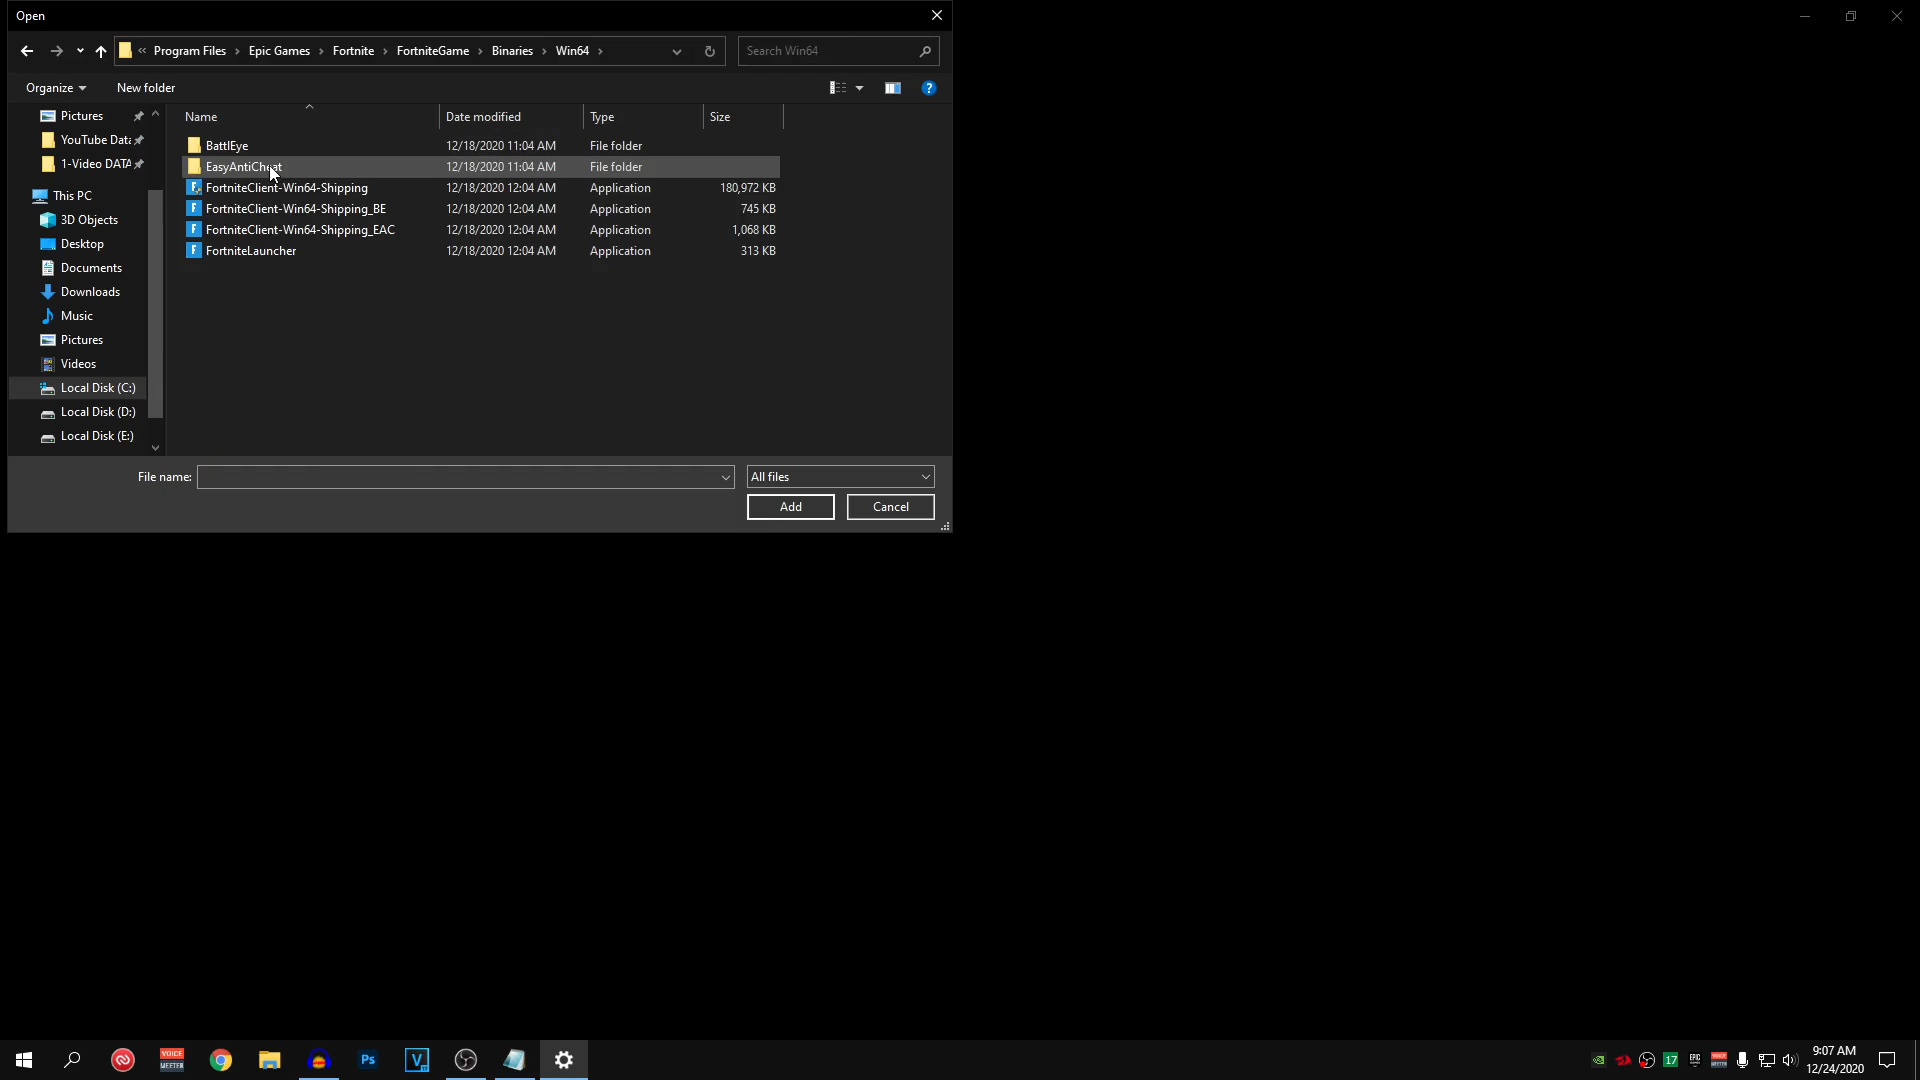 Open
« Program Files › Epic Games › Fortnite › FortniteGame › Binaries › Win64 ›
Search Win64
Organize
New folder
?
Name Date modified Type Size
BattlEye 12/18/2020 11:04 AM File folder
EasyAntiCheat 12/18/2020 11:04 AM File folder
FortniteClient-Win64-Shipping 12/18/2020 12:04 AM Application 180,972 KB
FortniteClient-Win64-Shipping_BE 12/18/2020 12:04 AM Application 745 KB
FortniteClient-Win64-Shipping_EAC 12/18/2020 12:04 AM Application 1,068 KB
FortniteLauncher 12/18/2020 12:04 AM Application 313 KB
Pictures
YouTube Data
1-Video DATA
This PC
3D Objects
Desktop
Documents
Downloads
Music
Pictures
Videos
Local Disk (C:)
Local Disk (D:)
Local Disk (E:)
File name:
All files
Add
Cancel
VOICE
MEETER
Ps
V
17
EPIC
9:07 AM
12/24/2020